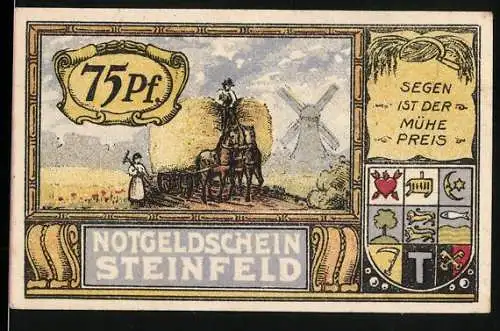 75 Pf.
SEGEN
IST DER
MÜHE
PREIS
NOTGELDSCHEIN
STEINFELD
T